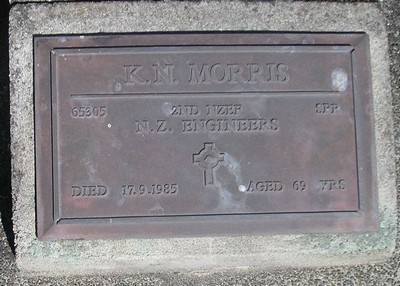 K.N. MORRIS
65305 2ND NZEF SPR
N.Z. ENGINEERS
DIED 17.9.1985 AGED 69 YRS